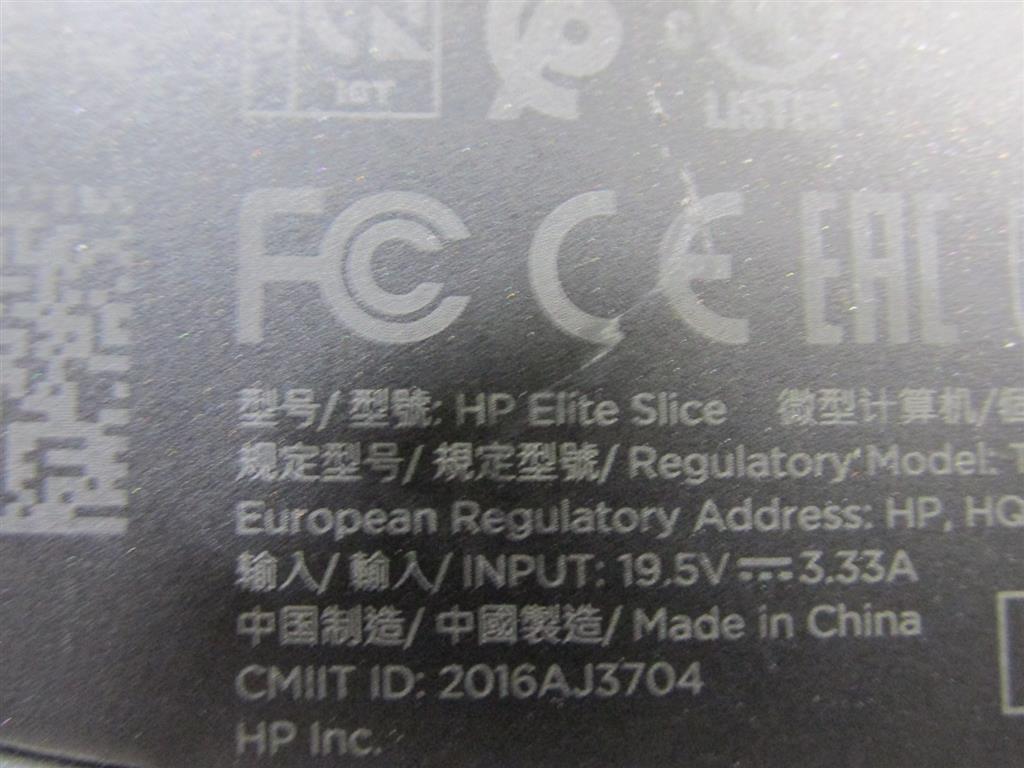 IGT
LISTED
FC CE EAC
型号/ 型號: HP Elite Slice 微型计算机/
规定型号/ 規定型號/ Regulatory Model: T
European Regulatory Address: HP, HQ
输入/ 輸入/ INPUT: 19.5V 3.33A
中国制造/ 中國製造/ Made in China
CMIIT ID: 2016AJ3704
HP Inc.